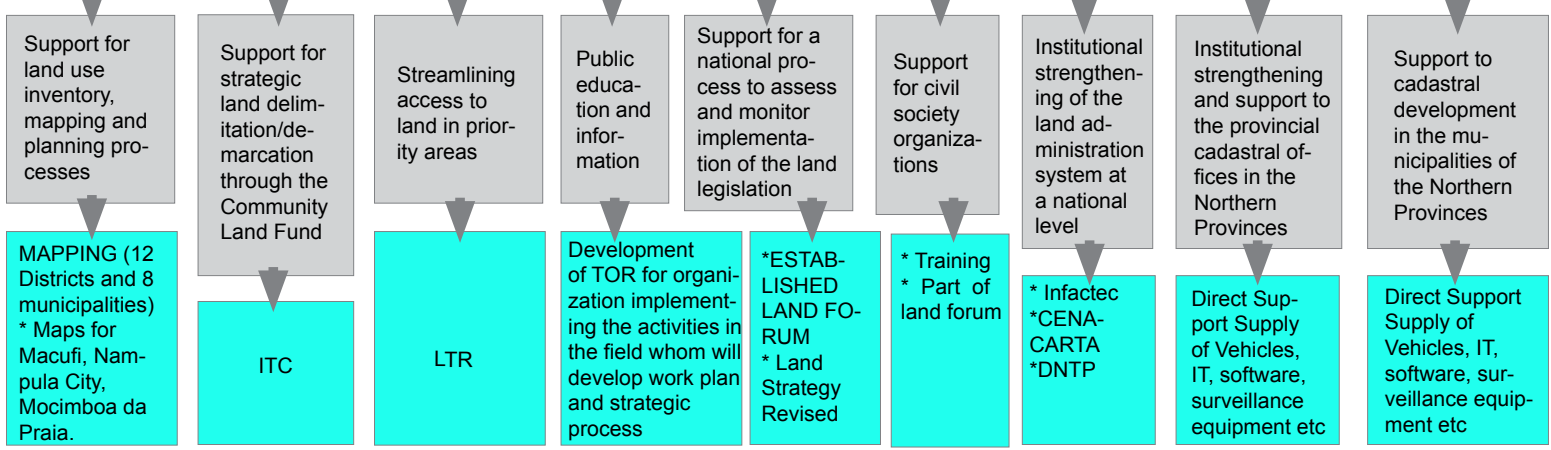 Support for
land use
inventory,
mapping and
planning pro-
cesses
Support for
strategic
land delim-
itation/de-
marcation
through the
Community
Land Fund
Streamlining
access to
land in prior-
ity areas
Public
educa-
tion and
infor-
mation
Support for a
national pro-
cess to assess
and monitor
implementa-
tion of the land
legislation
Support
for civil
society
organiza-
tions
Institutional
strengthen-
ing of the
land ad-
ministration
system at
a national
level
Institutional
strengthening
and support to
the provincial
cadastral of-
fices in the
Northern
Provinces
Support to
cadastral
development
in the mu-
nicipalities of
the Northern
Provinces
MAPPING (12
Districts and 8
municipalities)
* Maps for
Macufi, Nam-
pula City,
Mocimboa da
Praia.
ITC
LTR
Development
of TOR for organi-
zation implement-
ing the activities in
the field whom will
develop work plan
and strategic
process
*ESTAB-
LISHED
LAND FO-
RUM
* Land
Strategy
Revised
* Training
* Part of
land forum
* Infactec
*CENA-
CARTA
*DNTP
Direct Sup-
port Supply
of Vehicles,
IT, software,
surveillance
equipment etc
Direct Support
Supply of
Vehicles, IT,
software, sur-
veillance equip-
ment etc